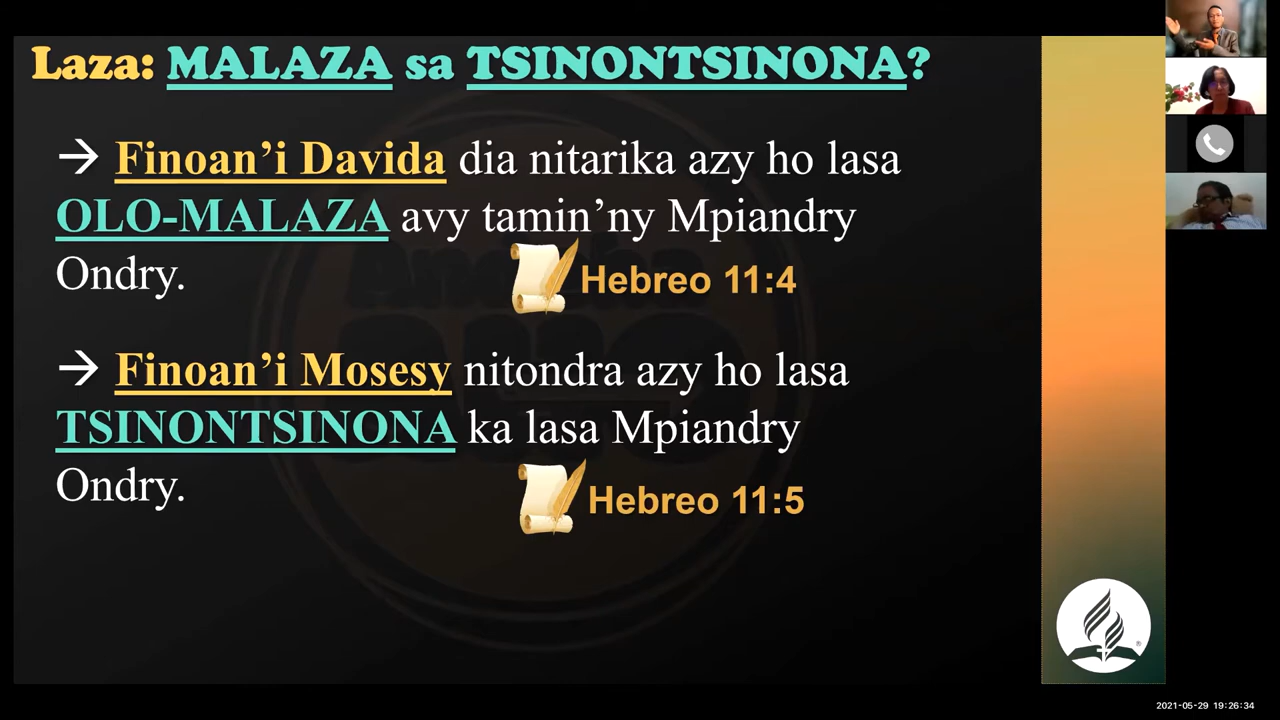 Laza: MALAZA sa TSINONTSINONA?
→ Finoan’i Davida dia nitarika azy ho lasa
OLO-MALAZA avy tamin’ny Mpiandry
Ondry.
Hebreo 11:4
→ Finoan’i Mosesy nitondra azy ho lasa
TSINONTSINONA ka lasa Mpiandry
Ondry.
Hebreo 11:5
2021-05-29 19:26:34